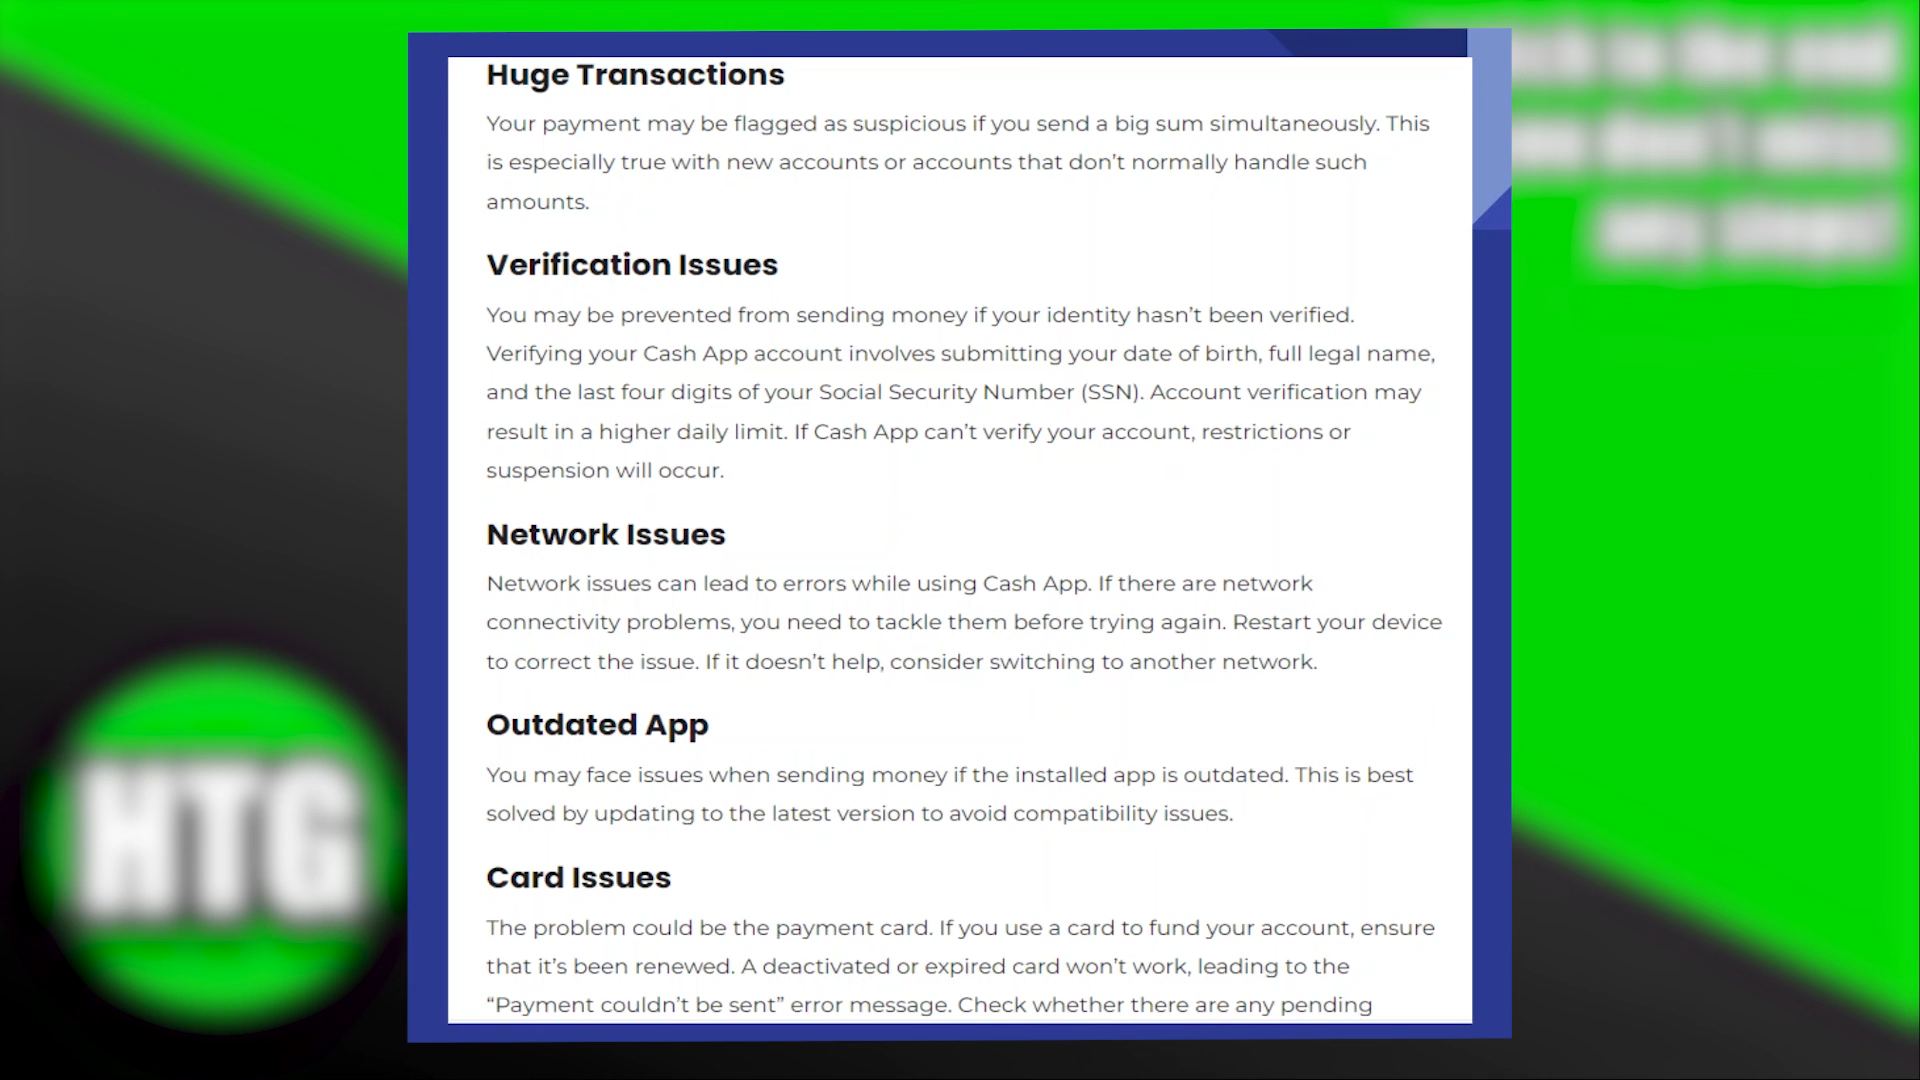 Huge Transactions
Your payment may be flagged as suspicious if you send a big sum simultaneously. This
is especially true with new accounts or accounts that don’t normally handle such
amounts.
Verification Issues
You may be prevented from sending money if your identity hasn’t been verified.
Verifying your Cash App account involves submitting your date of birth, full legal name,
and the last four digits of your Social Security Number (SSN). Account verification may
result in a higher daily limit. If Cash App can’t verify your account, restrictions or
suspension will occur.
Network Issues
Network issues can lead to errors while using Cash App. If there are network
connectivity problems, you need to tackle them before trying again. Restart your device
to correct the issue. If it doesn’t help, consider switching to another network.
Outdated App
You may face issues when sending money if the installed app is outdated. This is best
solved by updating to the latest version to avoid compatibility issues.
Card Issues
The problem could be the payment card. If you use a card to fund your account, ensure
that it’s been renewed. A deactivated or expired card won’t work, leading to the
“Payment couldn’t be sent” error message. Check whether there are any pending
HTG